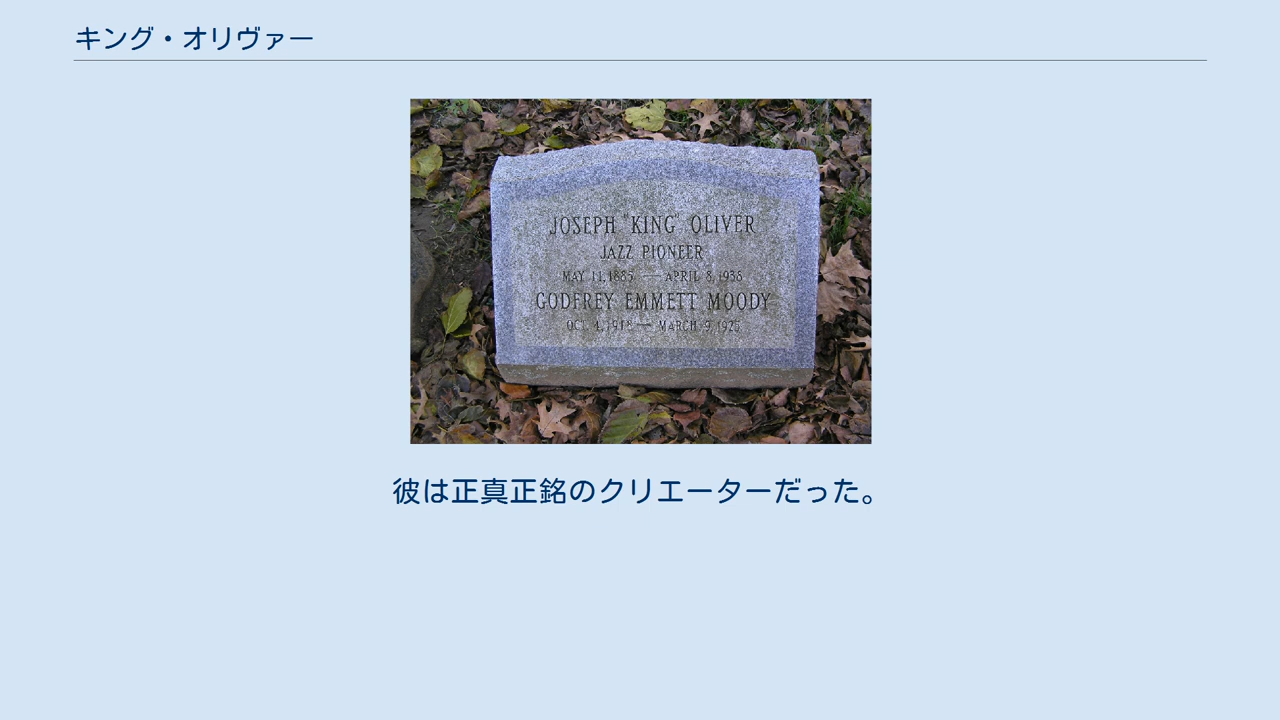 キング・オリヴァー
JOSEPH "KING" OLIVER
JAZZ PIONEER
MAY 11, 1885 — APRIL 8, 1938
GODFREY EMMETT MOODY
OCT. 4, 1918 — MARCH 9, 1925
彼は正真正銘のクリエーターだった。